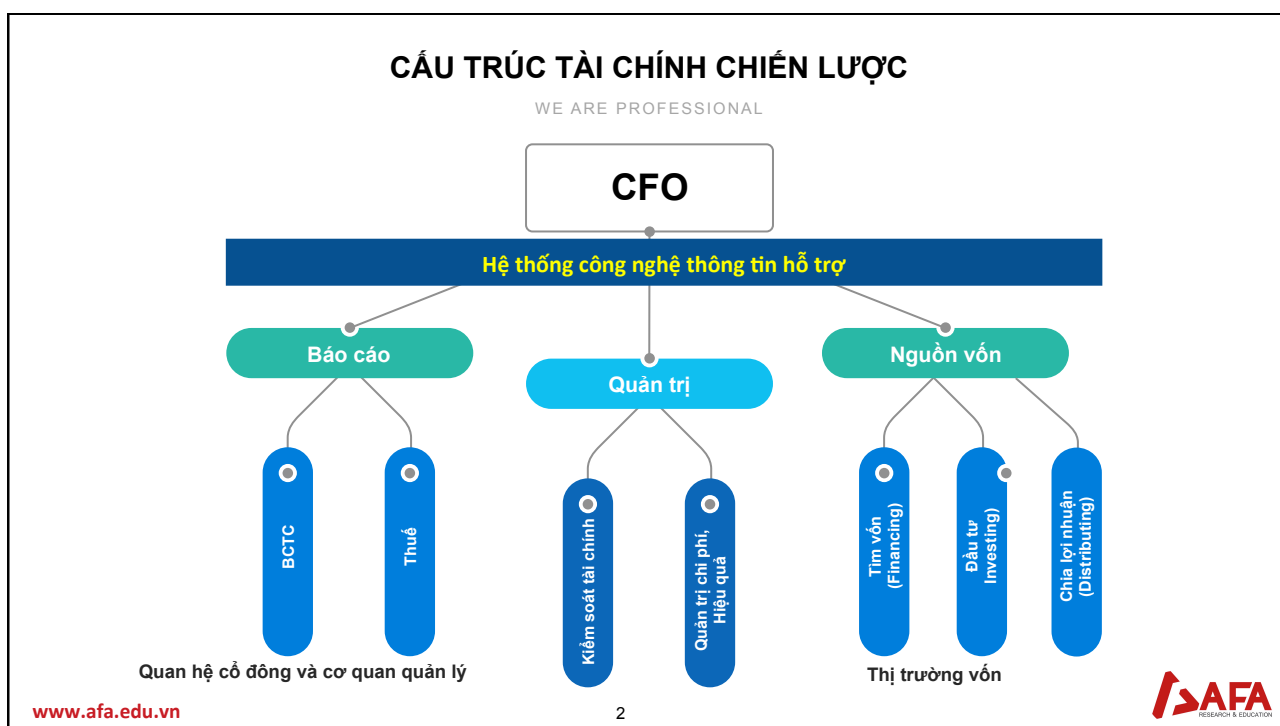 CẤU TRÚC TÀI CHÍNH CHIẾN LƯỢC
WE ARE PROFESSIONAL
CFO
Hệ thống công nghệ thông tin hỗ trợ
Báo cáo
Quản trị
Nguồn vốn
BCTC
Thuế
Kiểm soát tài chính
Quản trị chi phí,
Hiệu quả
Tìm vốn
(Financing)
Đầu tư
Investing)
Chia lợi nhuận
(Distributing)
Quan hệ cổ đông và cơ quan quản lý
Thị trường vốn
www.afa.edu.vn
2
AFA
RESEARCH & EDUCATION